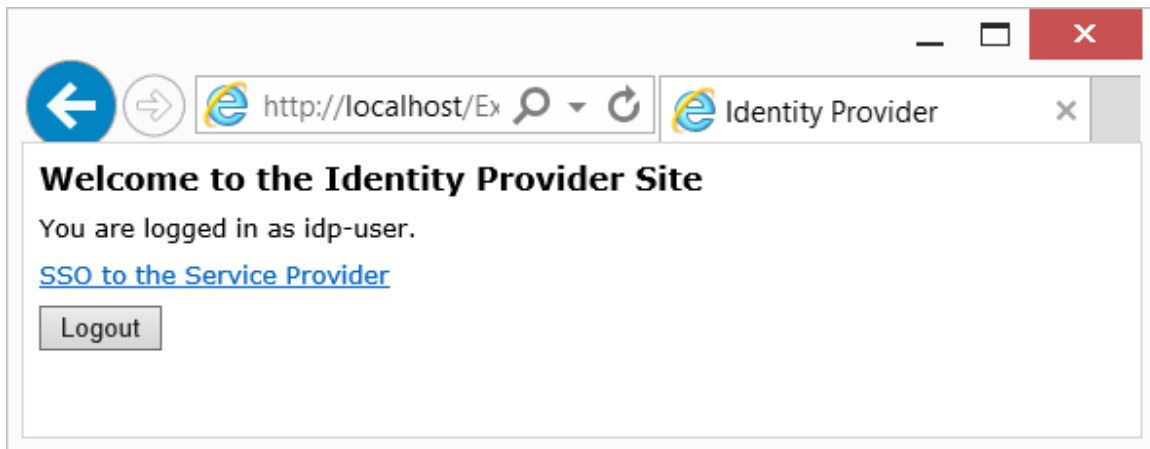 http://localhost/Ex
Identity Provider
Welcome to the Identity Provider Site
You are logged in as idp-user.
SSO to the Service Provider
Logout